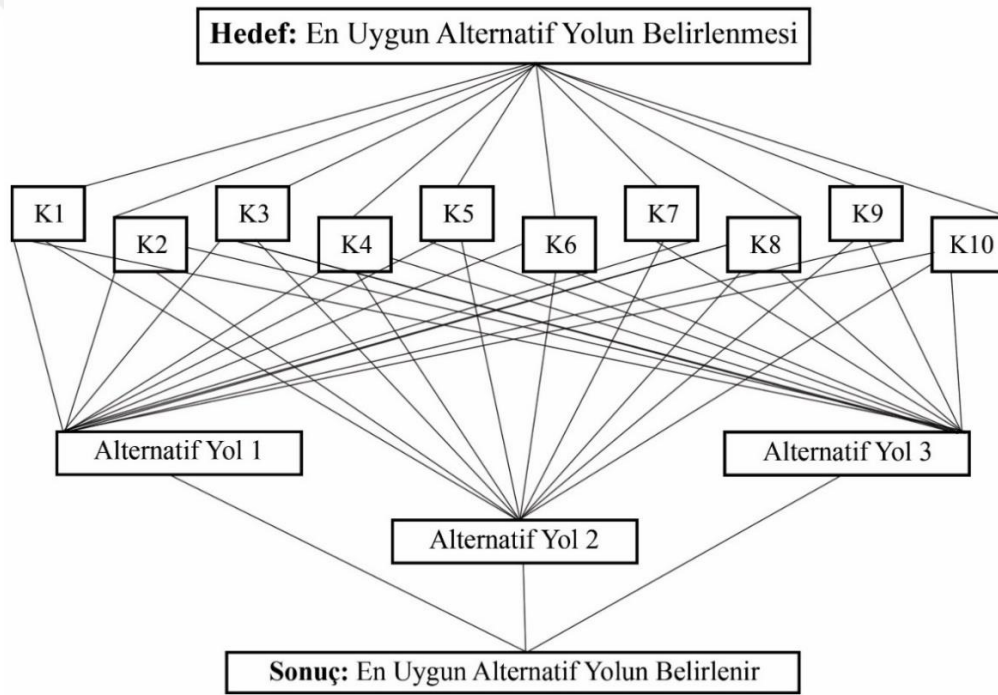 Hedef: En Uygun Alternatif Yolun Belirlenmesi
K1
K2
K3
K4
K5
K6
K7
K8
K9
K10
Alternatif Yol 1
Alternatif Yol 2
Alternatif Yol 3
Sonuç: En Uygun Alternatif Yolun Belirlenir